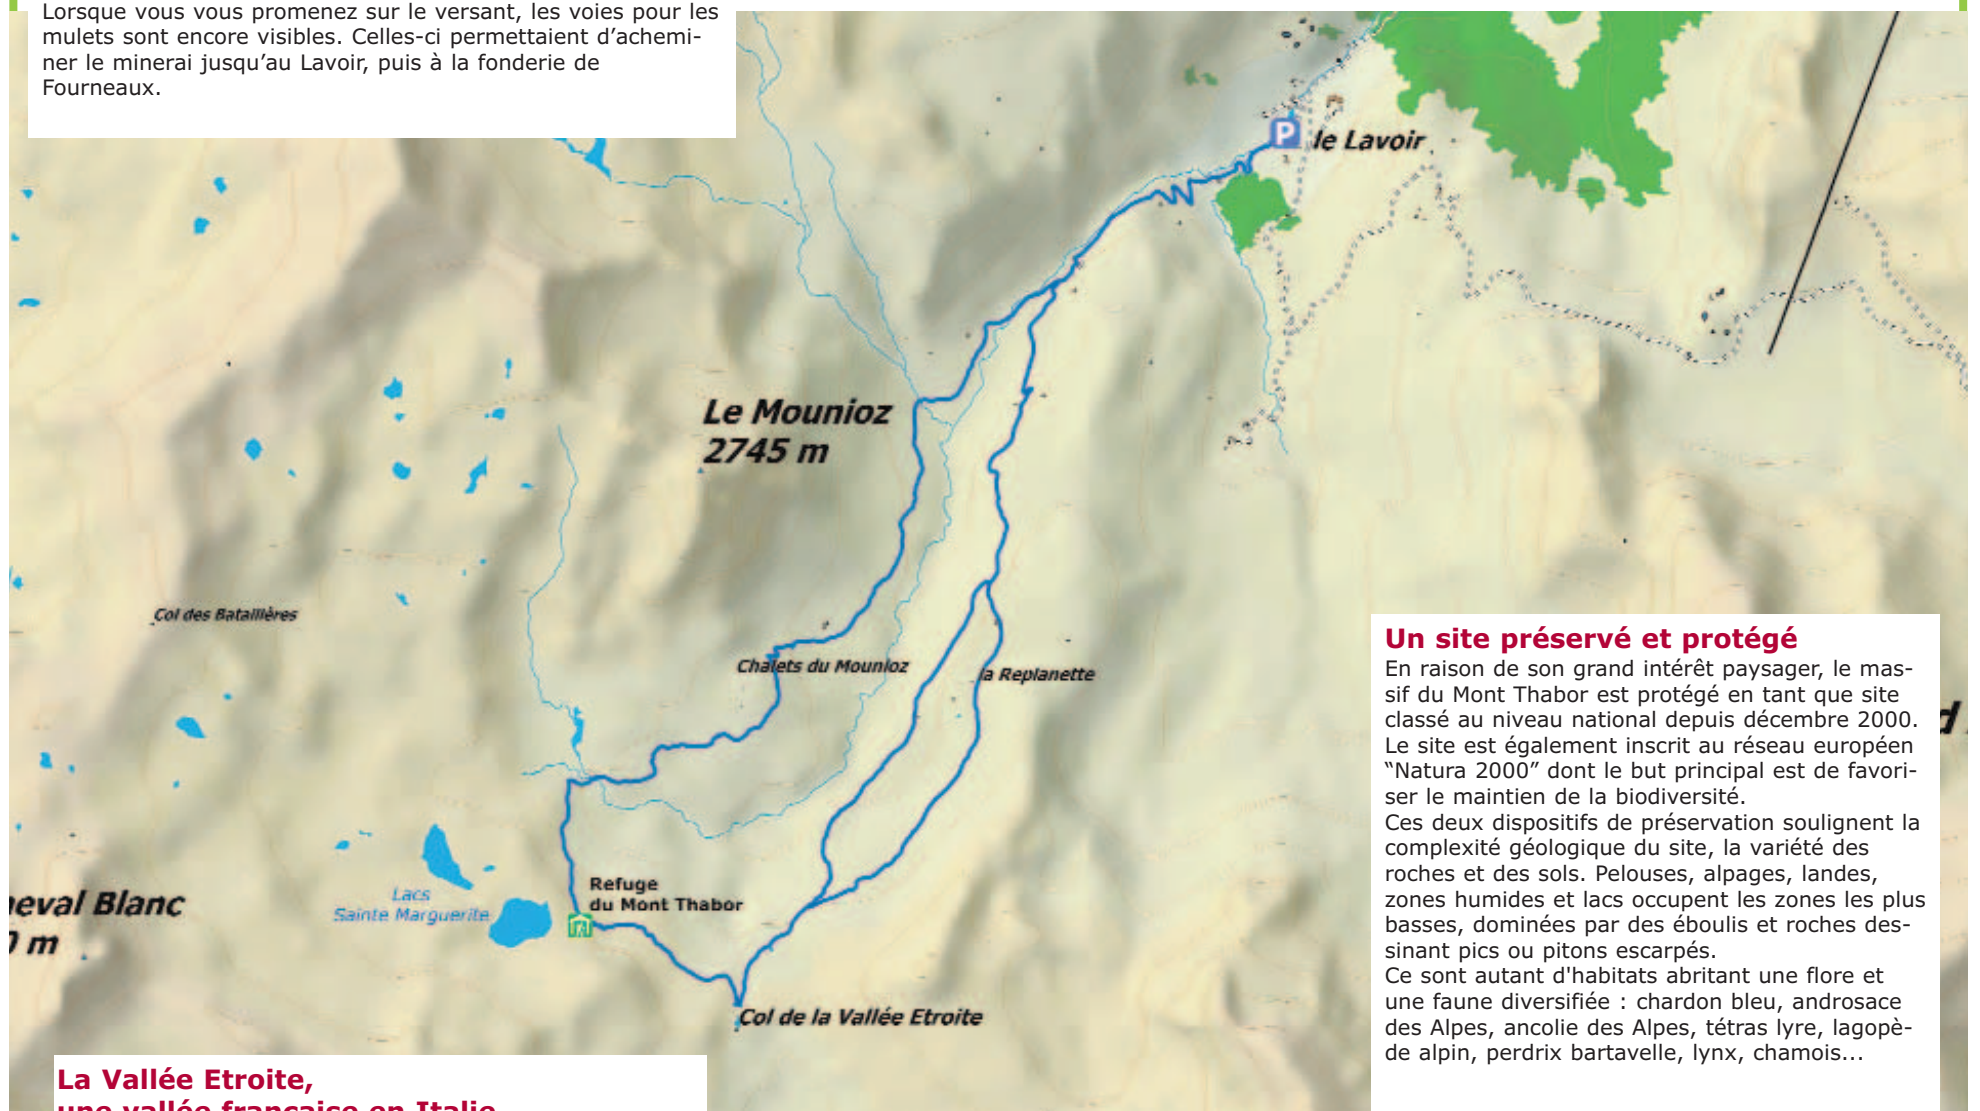 Lorsque vous vous promenez sur le versant, les voies pour les
mulets sont encore visibles. Celles-ci permettaient d’achemi-
ner le minerai jusqu’au Lavoir, puis à la fonderie de
Fourneaux.
P
le Lavoir
Le Mounioz
2745 m
Col des Bataillères
Chalets du Mounioz
la Replanette
Lacs
Sainte Marguerite
Refuge
du Mont Thabor
eval Blanc
m
Col de la Vallée Etroite
Un site préservé et protégé
En raison de son grand intérêt paysager, le mas-
sif du Mont Thabor est protégé en tant que site
classé au niveau national depuis décembre 2000.
Le site est également inscrit au réseau européen
“Natura 2000” dont le but principal est de favori-
ser le maintien de la biodiversité.
Ces deux dispositifs de préservation soulignent la
complexité géologique du site, la variété des
roches et des sols. Pelouses, alpages, landes,
zones humides et lacs occupent les zones les plus
basses, dominées par des éboulis et roches des-
sinant pics ou pitons escarpés.
Ce sont autant d'habitats abritant une flore et
une faune diversifiée : chardon bleu, androsace
des Alpes, ancolie des Alpes, tétras lyre, lagopè-
de alpin, perdrix bartavelle, lynx, chamois...
La Vallée Etroite,
une vallée française en Italie